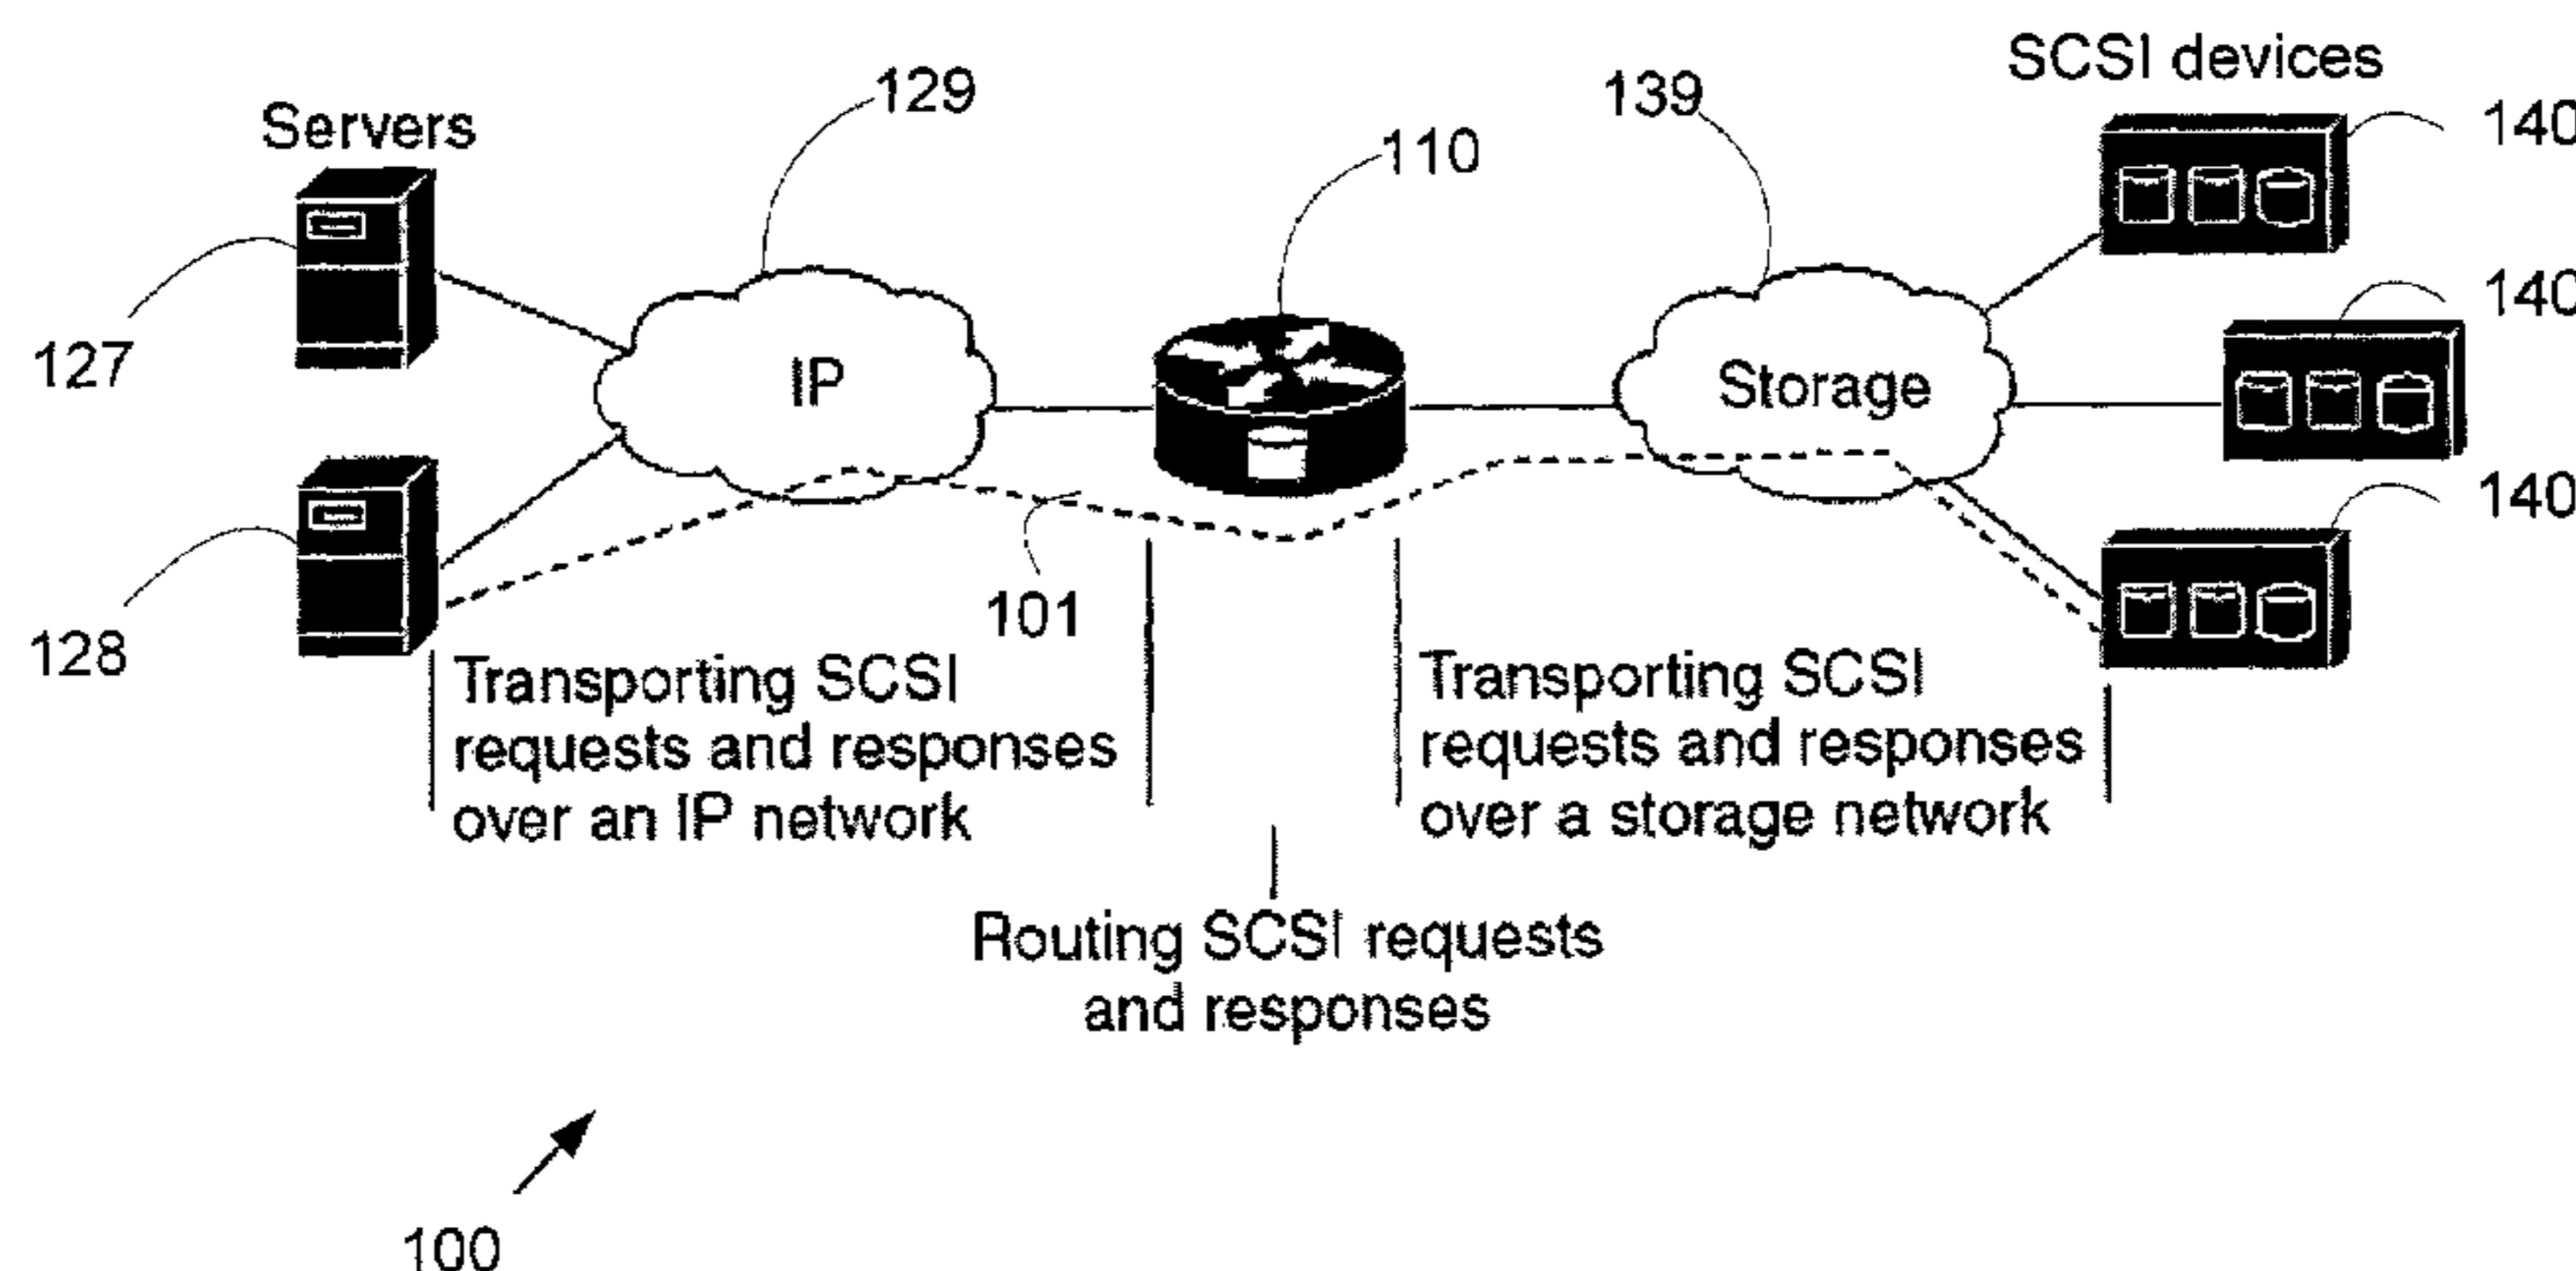 SCSI devices
129
139
140
Servers
110
140
127
IP
Storage
140
101
128
Transporting SCSI
requests and responses
over an IP network
Transporting SCSI
requests and responses
over a storage network
Routing SCSI requests
and responses
100